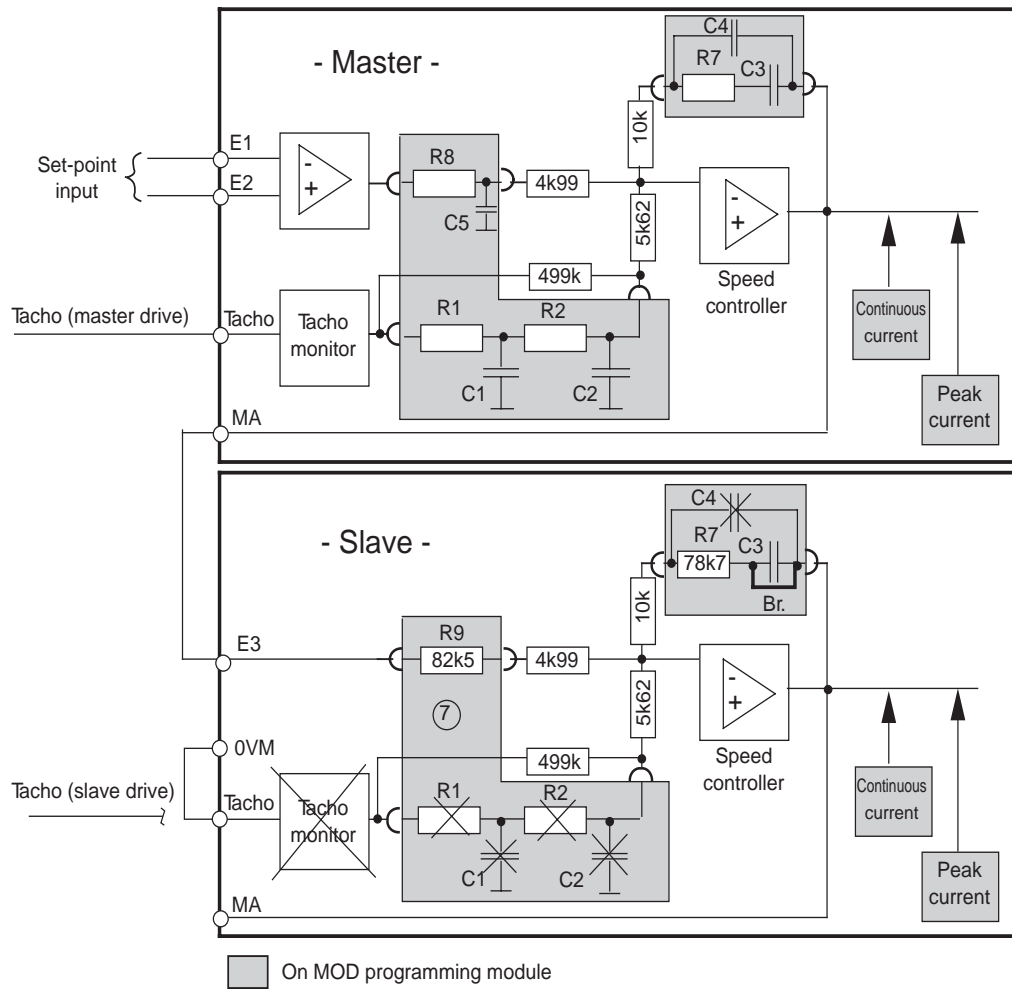 - Master -
C4
R7
C3
10k
E1
Set-point
input
E2
-
+
R8
C5
4k99
5k62
-
+
Speed
controller
499k
Tacho (master drive)
Tacho
Tacho
monitor
R1
R2
C1
C2
Continuous
current
Peak
current
MA
- Slave -
C4
R7
C3
78k7
Br.
10k
E3
R9
82k5
4k99
7
5k62
-
+
Speed
controller
0VM
499k
Tacho (slave drive)
Tacho
Tacho
monitor
R1
R2
C1
C2
Continuous
current
Peak
current
MA
On MOD programming module